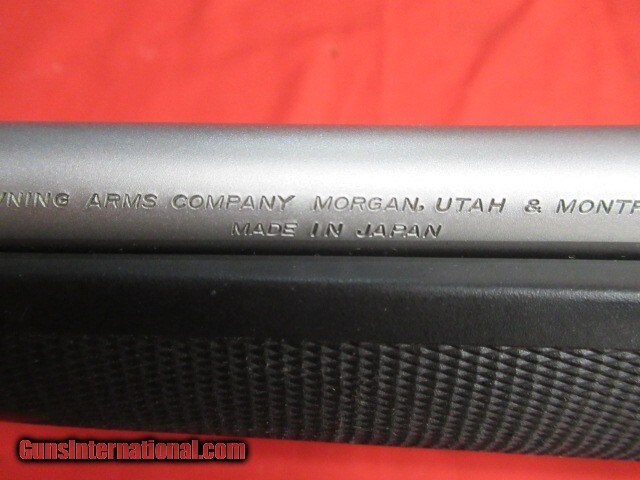 WNING ARMS COMPANY MORGAN, UTAH & MONTR
MADE IN JAPAN
GunsInternational.com